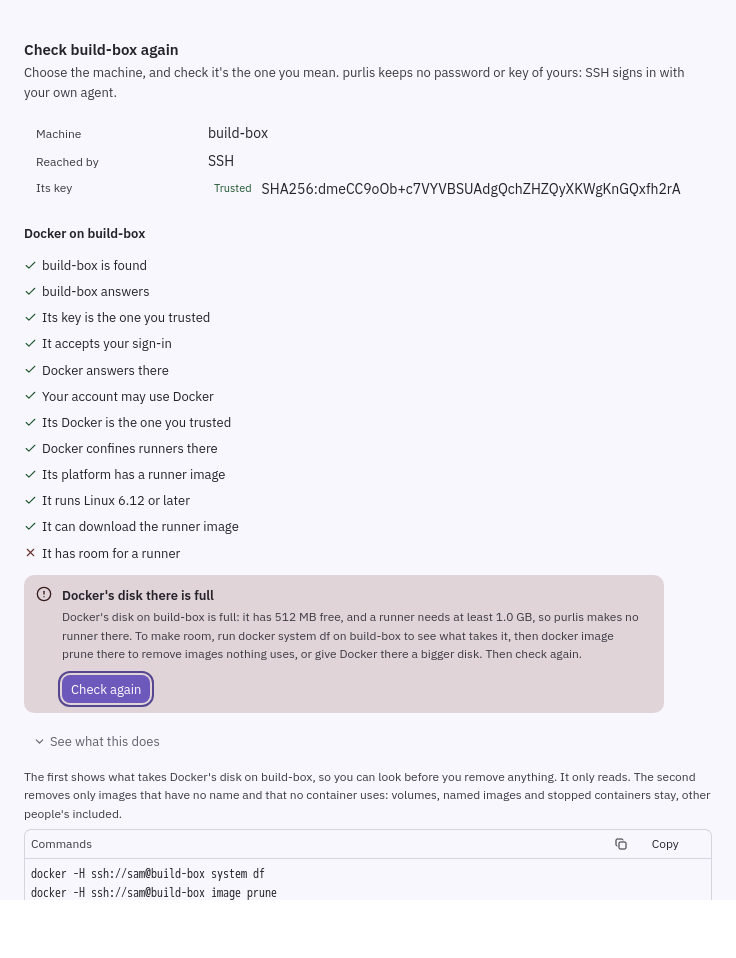 Check build-box again
Choose the machine, and check it's the one you mean. purlis keeps no password or key of yours: SSH signs in with
your own agent.
Machine build-box
Reached by SSH
Its key Trusted SHA256:dmeCC9oOb+c7VYVBSUAdgQchZHZQyXKWgKnGQxfh2rA
Docker on build-box
build-box is found
build-box answers
Its key is the one you trusted
It accepts your sign-in
Docker answers there
Your account may use Docker
Its Docker is the one you trusted
Docker confines runners there
Its platform has a runner image
It runs Linux 6.12 or later
It can download the runner image
It has room for a runner
Docker's disk there is full
Docker's disk on build-box is full: it has 512 MB free, and a runner needs at least 1.0 GB, so purlis makes no
runner there. To make room, run docker system df on build-box to see what takes it, then docker image
prune there to remove images nothing uses, or give Docker there a bigger disk. Then check again.
Check again
See what this does
The first shows what takes Docker's disk on build-box, so you can look before you remove anything. It only reads. The second
removes only images that have no name and that no container uses: volumes, named images and stopped containers stay, other
people's included.
Commands Copy
docker -H ssh://sam@build-box system df
docker -H ssh://sam@build-box image prune